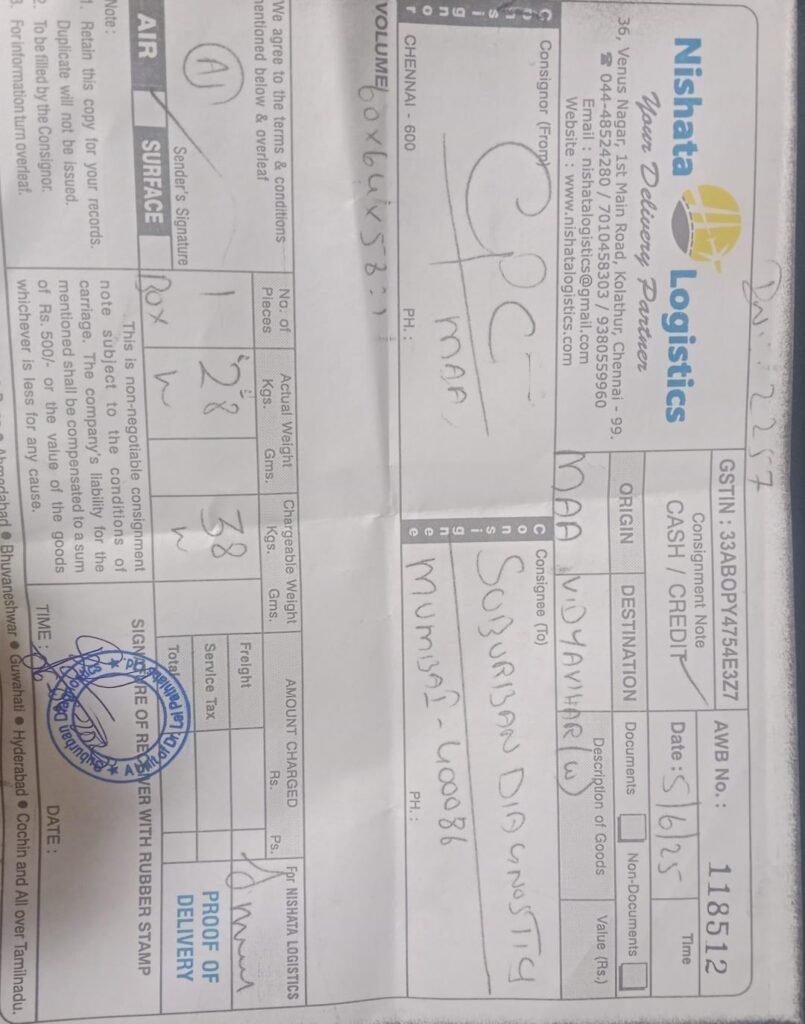 Inv: 2257
Nishata Logistics
Your Delivery Partner
36, Venus Nagar, 1st Main Road, Kolathur, Chennai - 99.
☎ 044-48524280 / 7010458303 / 9380559960
Email : nishatalogistics@gmail.com
Website : www.nishatalogistics.com
GSTIN : 33ABOPY4754E3Z7
AWB No. : 118512
Consignment Note
CASH / CREDIT
Date : 5/6/25
Time
ORIGIN
DESTINATION
Documents
Non-Documents
MAA
VIDYAVIHAR (W)
Description of Goods
Value (Rs.)
Consignor
Consignor (From)
CPC -
MAA
CHENNAI - 600
PH. :
Consignee
Consignee (To)
SUBURBAN DIAGNOSTIC
MUMBAI - 400086
PH. :
VOLUME 60x64x58:1
We agree to the terms & conditions
mentioned below & overleaf
AJ
Sender's Signature
AIR
SURFACE
No. of Pieces
Actual Weight
Kgs.
Gms.
Chargeable Weight
Kgs.
Gms.
AMOUNT CHARGED
Rs.
Ps.
1
Box
28
38
Freight
Service Tax
Total
For NISHATA LOGISTICS
PROOF OF
DELIVERY
Note :
1. Retain this copy for your records.
Duplicate will not be issued.
2. To be filled by the Consignor.
3. For information turn overleaf.
This is non-negotiable consignment
note subject to the conditions of
carriage. The company's liability for the
mentioned shall be compensated to a sum
of Rs. 500/- or the value of the goods
whichever is less for any cause.
SIGNATURE OF RECEIVER WITH RUBBER STAMP
Suburban
TIME :
DATE :
Ahmedabad ● Bhuvaneshwar ● Guwahati ● Hyderabad ● Cochin and All over Tamilnadu.